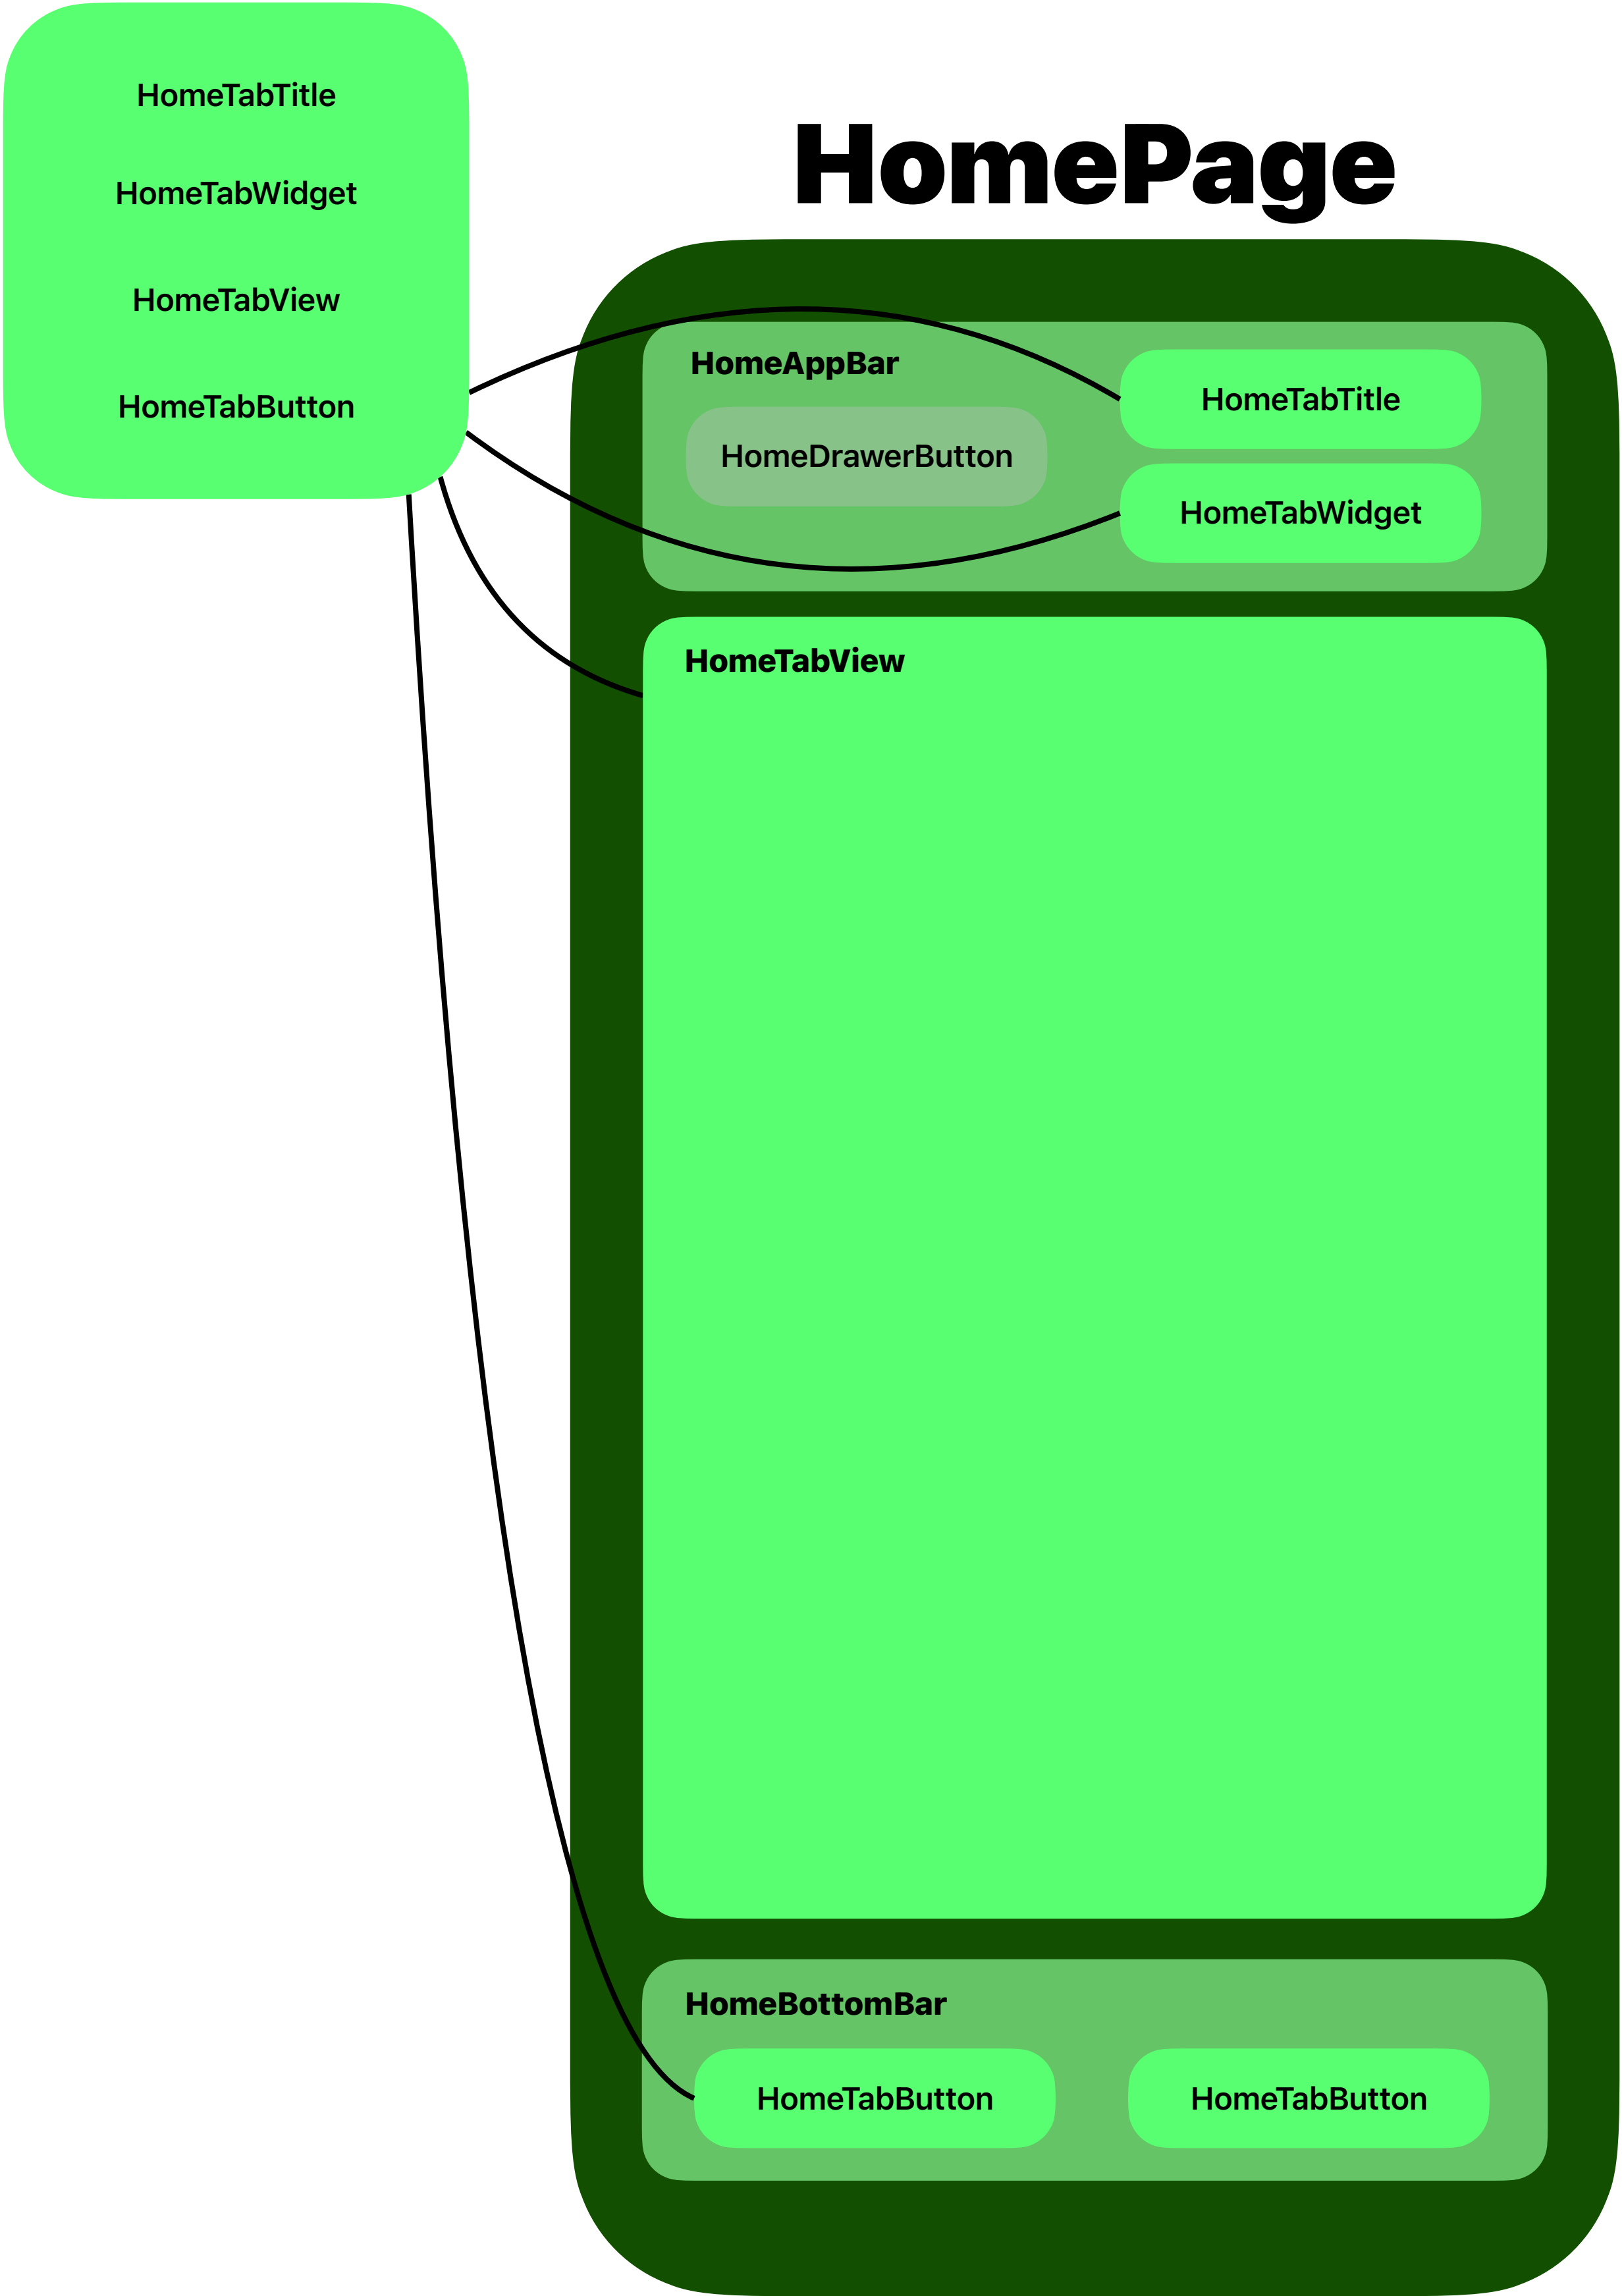 HomeTabTitle
HomeTabWidget
HomeTabView
HomeTabButton
HomePage
HomeAppBar
HomeDrawerButton
HomeTabTitle
HomeTabWidget
HomeTabView
HomeBottomBar
HomeTabButton
HomeTabButton